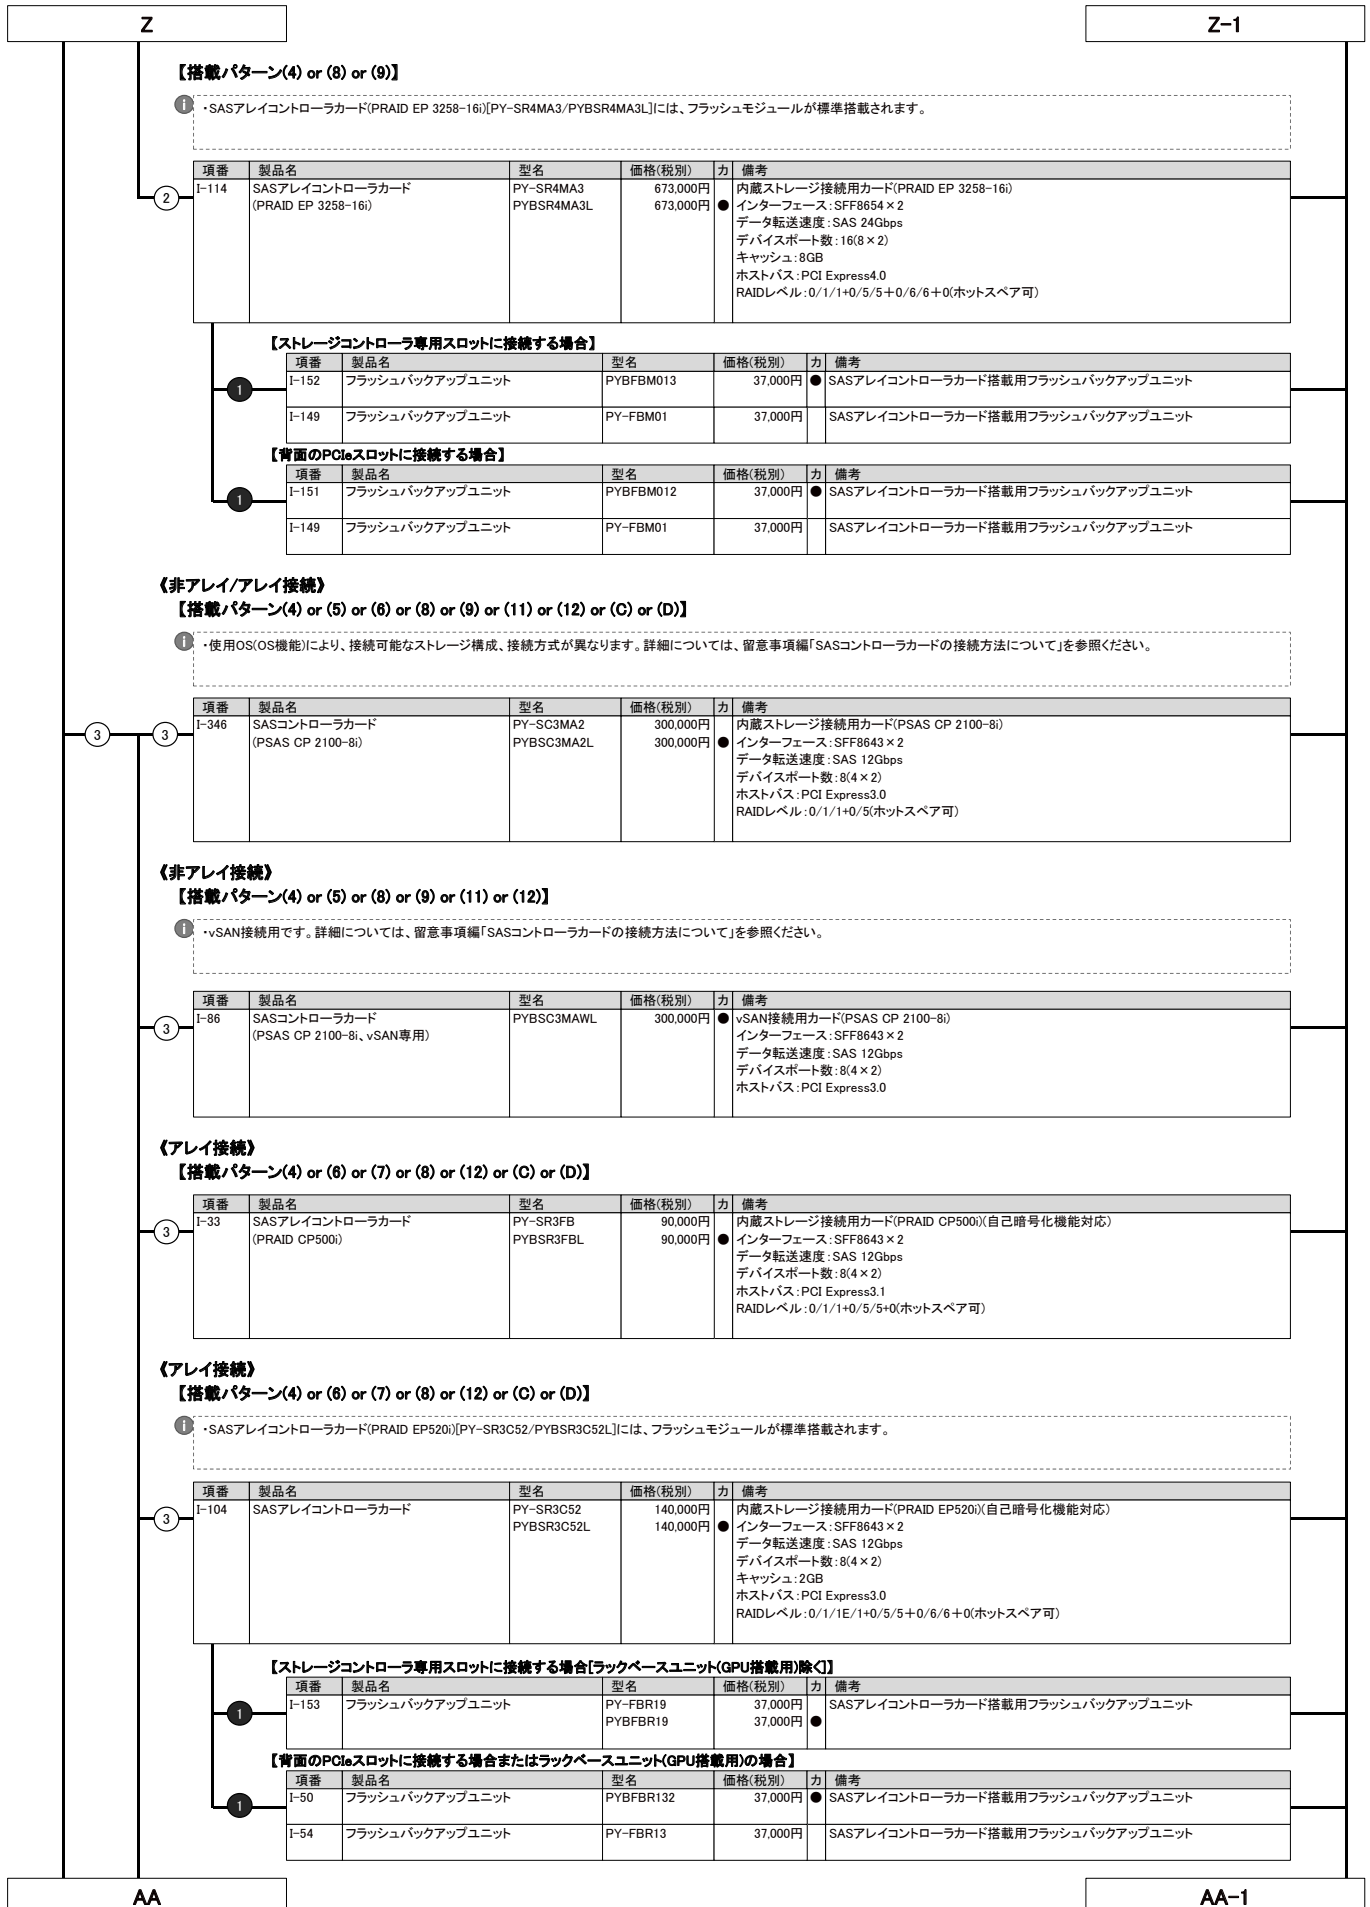 Z
Z-1
【搭載パターン(4) or (8) or (9)】
i ・SASアレイコントローラカード(PRAID EP 3258-16i)[PY-SR4MA3/PYBSR4MA3L]には、フラッシュモジュールが標準搭載されます。
項番 製品名 型名 価格(税別) カ 備考
I-114 SASアレイコントローラカード PY-SR4MA3 673,000円 内蔵ストレージ接続用カード(PRAID EP 3258-16i)
2 (PRAID EP 3258-16i) PYBSR4MA3L 673,000円 ● インターフェース：SFF8654×2
データ転送速度：SAS 24Gbps
デバイスポート数：16(8×2)
キャッシュ：8GB
ホストバス：PCI Express4.0
RAIDレベル：0/1/1+0/5/5＋0/6/6＋0(ホットスペア可)
【ストレージコントローラ専用スロットに接続する場合】
項番 製品名 型名 価格(税別) カ 備考
1 I-152 フラッシュバックアップユニット PYBFBM013 37,000円 ● SASアレイコントローラカード搭載用フラッシュバックアップユニット
I-149 フラッシュバックアップユニット PY-FBM01 37,000円 SASアレイコントローラカード搭載用フラッシュバックアップユニット
【背面のPCIeスロットに接続する場合】
項番 製品名 型名 価格(税別) カ 備考
1 I-151 フラッシュバックアップユニット PYBFBM012 37,000円 ● SASアレイコントローラカード搭載用フラッシュバックアップユニット
I-149 フラッシュバックアップユニット PY-FBM01 37,000円 SASアレイコントローラカード搭載用フラッシュバックアップユニット
《非アレイ/アレイ接続》
【搭載パターン(4) or (5) or (6) or (8) or (9) or (11) or (12) or (C) or (D)】
i ・使用OS(OS機能)により、接続可能なストレージ構成、接続方式が異なります。詳細については、留意事項編「SASコントローラカードの接続方法について」を参照ください。
項番 製品名 型名 価格(税別) カ 備考
I-346 SASコントローラカード PY-SC3MA2 300,000円 内蔵ストレージ接続用カード(PSAS CP 2100-8i)
3 3 (PSAS CP 2100-8i) PYBSC3MA2L 300,000円 ● インターフェース：SFF8643×2
データ転送速度：SAS 12Gbps
デバイスポート数：8(4×2)
ホストバス：PCI Express3.0
RAIDレベル：0/1/1+0/5(ホットスペア可)
《非アレイ接続》
【搭載パターン(4) or (5) or (8) or (9) or (11) or (12)】
i ・vSAN接続用です。詳細については、留意事項編「SASコントローラカードの接続方法について」を参照ください。
項番 製品名 型名 価格(税別) カ 備考
I-86 SASコントローラカード PYBSC3MAWL 300,000円 ● vSAN接続用カード(PSAS CP 2100-8i)
3 (PSAS CP 2100-8i、vSAN専用) インターフェース：SFF8643×2
データ転送速度：SAS 12Gbps
デバイスポート数：8(4×2)
ホストバス：PCI Express3.0
《アレイ接続》
【搭載パターン(4) or (6) or (7) or (8) or (12) or (C) or (D)】
項番 製品名 型名 価格(税別) カ 備考
I-33 SASアレイコントローラカード PY-SR3FB 90,000円 内蔵ストレージ接続用カード(PRAID CP500i)(自己暗号化機能対応)
3 (PRAID CP500i) PYBSR3FBL 90,000円 ● インターフェース：SFF8643×2
データ転送速度：SAS 12Gbps
デバイスポート数：8(4×2)
ホストバス：PCI Express3.1
RAIDレベル：0/1/1+0/5/5+0(ホットスペア可)
《アレイ接続》
【搭載パターン(4) or (6) or (7) or (8) or (12) or (C) or (D)】
i ・SASアレイコントローラカード(PRAID EP520i)[PY-SR3C52/PYBSR3C52L]には、フラッシュモジュールが標準搭載されます。
項番 製品名 型名 価格(税別) カ 備考
I-104 SASアレイコントローラカード PY-SR3C52 140,000円 内蔵ストレージ接続用カード(PRAID EP520i)(自己暗号化機能対応)
3 PYBSR3C52L 140,000円 ● インターフェース：SFF8643×2
データ転送速度：SAS 12Gbps
デバイスポート数：8(4×2)
キャッシュ：2GB
ホストバス：PCI Express3.0
RAIDレベル：0/1/1E/1+0/5/5＋0/6/6＋0(ホットスペア可)
【ストレージコントローラ専用スロットに接続する場合[ラックベースユニット(GPU搭載用)除く]】
項番 製品名 型名 価格(税別) カ 備考
I-153 フラッシュバックアップユニット PY-FBR19 37,000円 SASアレイコントローラカード搭載用フラッシュバックアップユニット
1 PYBFBR19 37,000円 ●
【背面のPCIeスロットに接続する場合またはラックベースユニット(GPU搭載用)の場合】
項番 製品名 型名 価格(税別) カ 備考
1 I-50 フラッシュバックアップユニット PYBFBR132 37,000円 ● SASアレイコントローラカード搭載用フラッシュバックアップユニット
I-54 フラッシュバックアップユニット PY-FBR13 37,000円 SASアレイコントローラカード搭載用フラッシュバックアップユニット
AA
AA-1